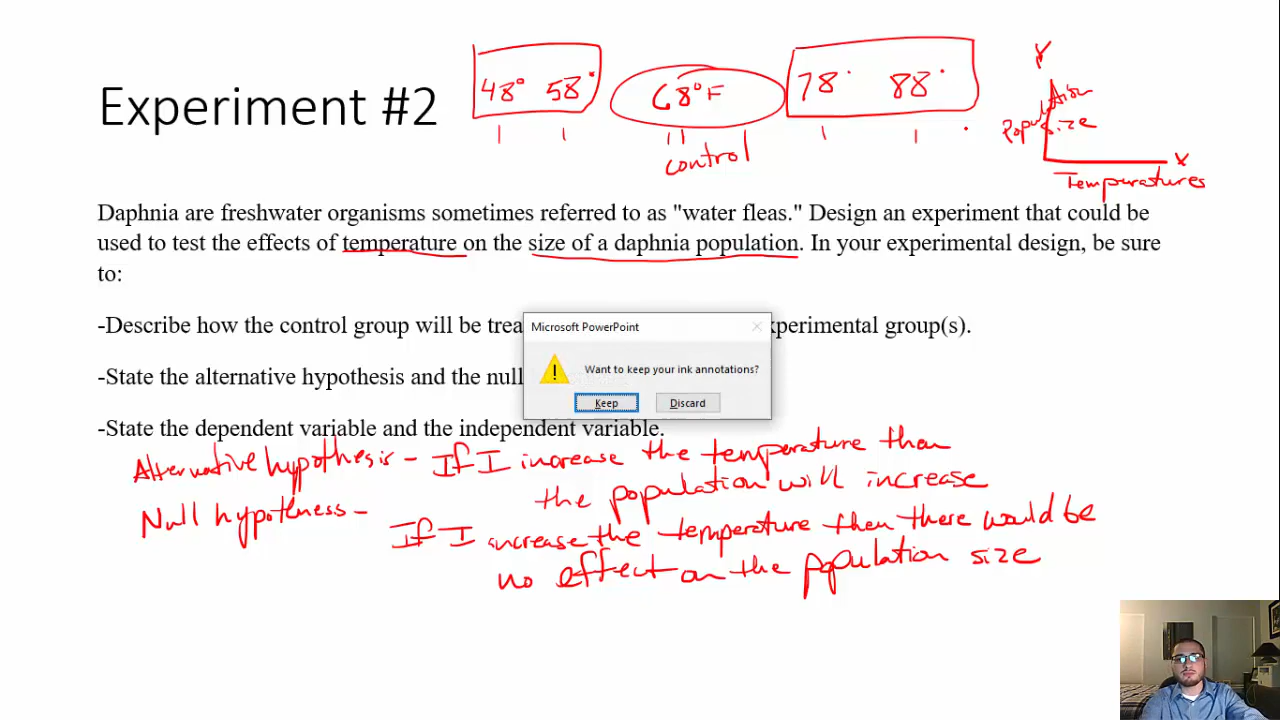 48° 58° 68°F 78° 88° Y
Experiment #2
Population
size
control
X
Temperatures
Daphnia are freshwater organisms sometimes referred to as "water fleas." Design an experiment that could be
used to test the effects of temperature on the size of a daphnia population. In your experimental design, be sure
to:
-Describe how the control group will be trea xperimental group(s).
Microsoft PowerPoint
Want to keep your ink annotations?
Keep Discard
-State the alternative hypothesis and the null
-State the dependent variable and the independent variable.
Alternative hypothesis - If I increase the temperature than
the population will increase
Null hypothesis -
If I increase the temperature then there would be
no effect on the population size